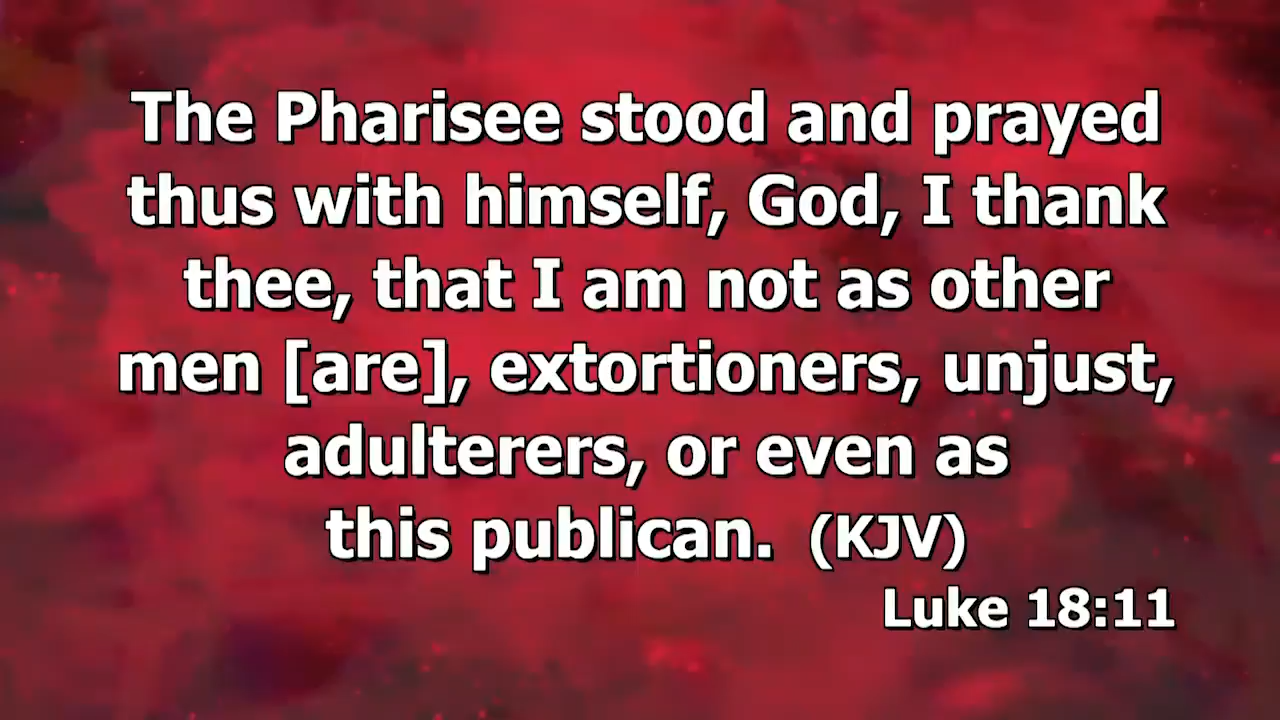 The Pharisee stood and prayed
thus with himself, God, I thank
thee, that I am not as other
men [are], extortioners, unjust,
adulterers, or even as
this publican. (KJV)
Luke 18:11